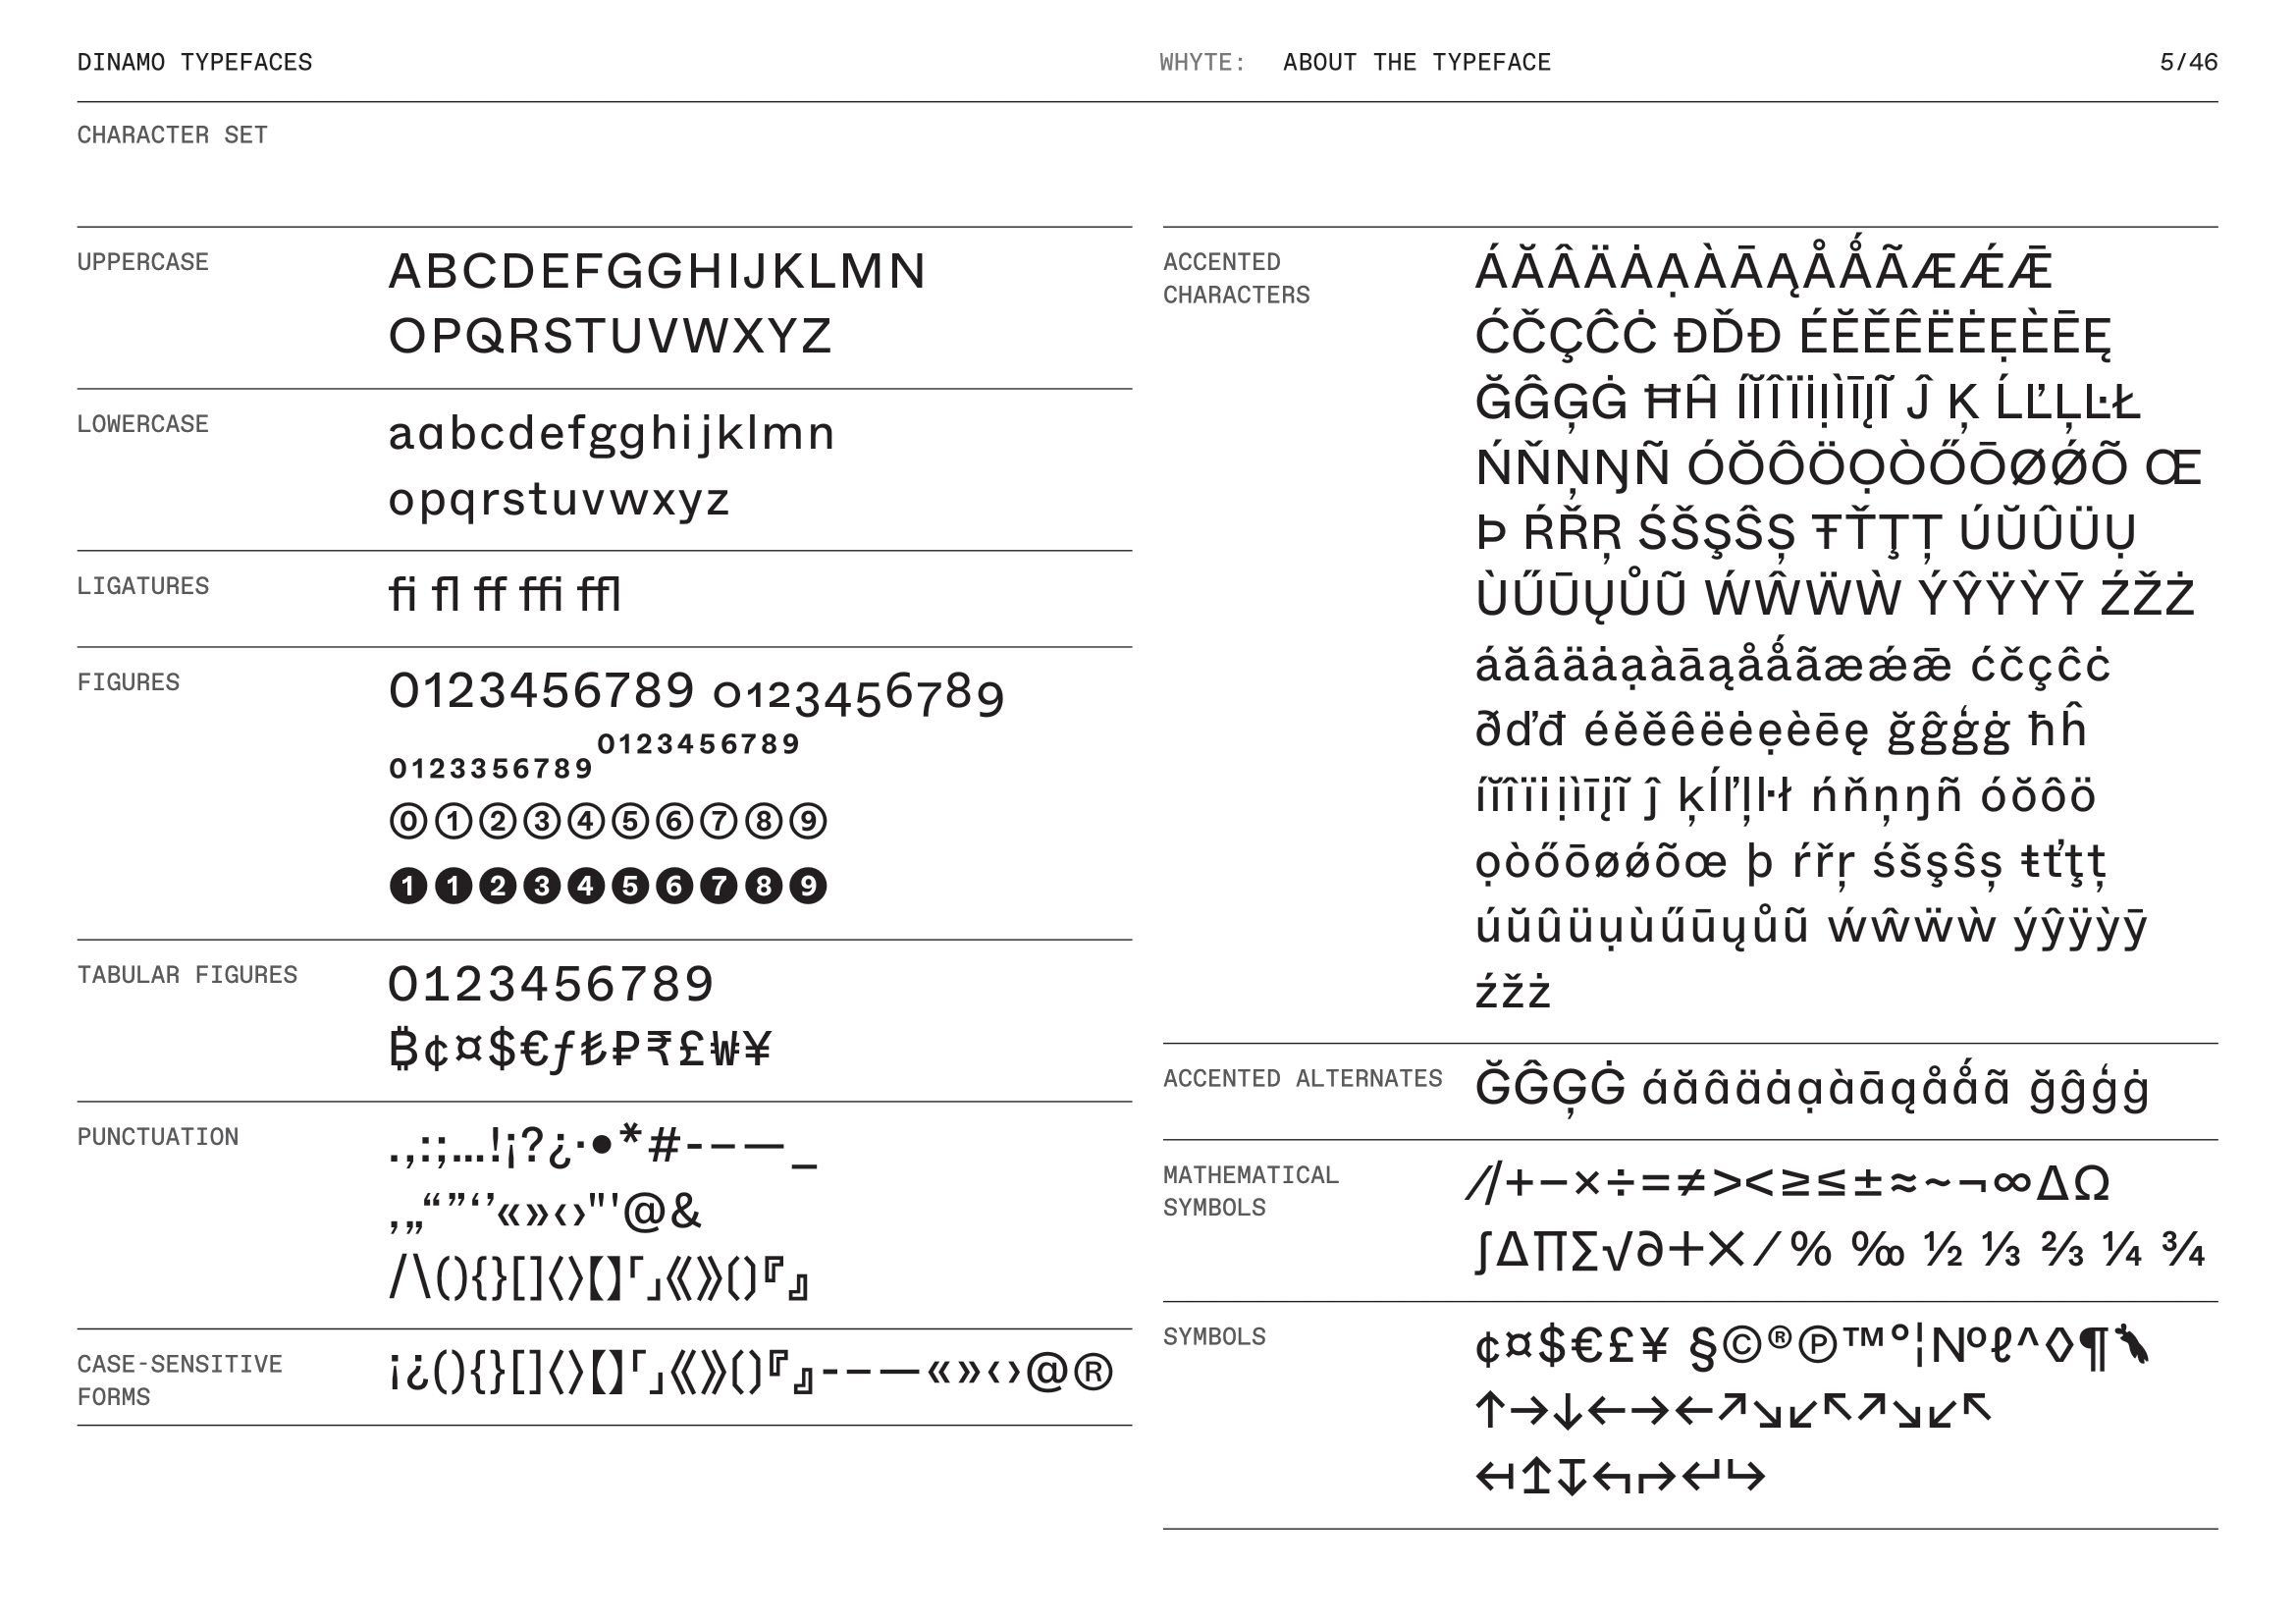 DINAMO TYPEFACES
WHYTE: ABOUT THE TYPEFACE
5/46
CHARACTER SET
UPPERCASE
ABCDEFGGHIJKLMN
OPQRSTUVWXYZ
LOWERCASE
aɑbcdefgghijklmn
opqrstuvwxyz
LIGATURES
fi fl ff ffi ffl
FIGURES
0123456789 0123456789
0123356789 0123456789
⓪①②③④⑤⑥⑦⑧⑨
❶❶❷❸❹❺❻❼❽❾
TABULAR FIGURES
0123456789
₿¢¤$€ƒ₺₽₹£₩¥
PUNCTUATION
.,:;…!¡?¿·•*#-–—_
‚„“”‘’«»‹›"'@&
/\(){}[]〈〉【】「」《》〔〕『』
CASE-SENSITIVE
FORMS
¡¿(){}[]〈〉【】「」《》〔〕『』-–—«»‹›@®
ACCENTED
CHARACTERS
ÁĂÂÄȦẠÀĀĄÅǺÃÆǼǢ
ĆČÇĈĊ ÐĎĐ ÉĔĚÊËĖẸÈĒĘ
ĞĜĢĠ ĦĤ ÍĬÎÏİỊÌĪĮĨ Ĵ Ķ ĹĽĻĿŁ
ŃŇŅŊÑ ÓŎÔÖỌÒŐŌØǾÕ Œ
Þ ŔŘŖ ŚŠŞŜȘ ŦŤŢȚ ÚŬÛÜỤ
ÙŰŪŲŮŨ ẂŴẄẀ ÝŶŸỲȲ ŹŽŻ
áăâäȧạàāąåǻãæǽǣ ćčçĉċ
ðďđ éĕěêëėẹèēę ğĝģġ ħĥ
íĭîïiịìīįĩ ĵ ķĺľļŀł ńňņŋñ óŏôö
ọòőōøǿõœ þ ŕřŗ śšşŝș ŧťţț
úŭûüụùűūųůũ ẃŵẅẁ ýŷÿỳȳ
źžż
ACCENTED ALTERNATES
ĞĜĢĠ áăâäȧạàāąåǻã ğĝģġ
MATHEMATICAL
SYMBOLS
⁄/+−×÷=≠><≥≤±≈~¬∞∆Ω
∫∆∏∑√∂+×⁄% ‰ ½ ⅓ ⅔ ¼ ¾
SYMBOLS
¢¤$€£¥ §©®℗™°¦№ℓ^◊¶
↑→↓←→←↗↘↙↖↗↘↙↖
↤↥↧↰↱↵↳